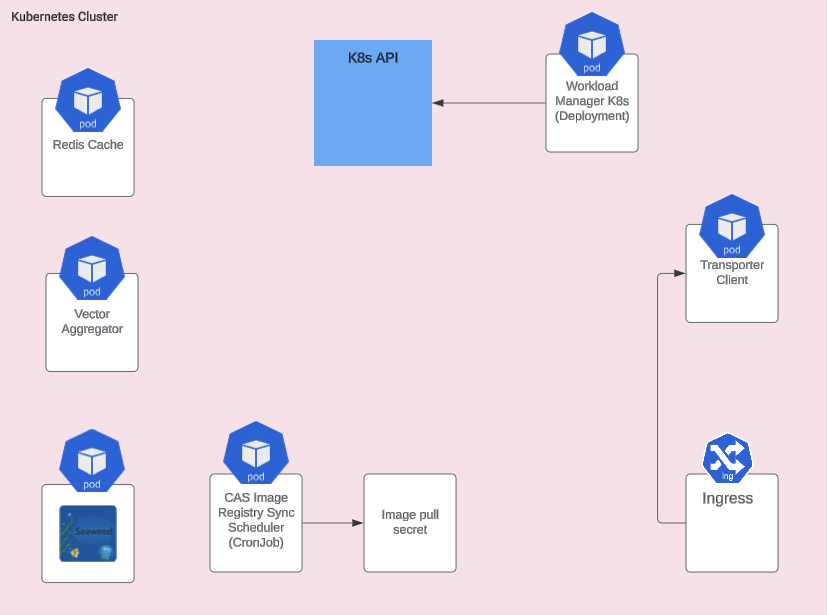 Kubernetes Cluster
K8s API
pod
Workload
Manager K8s
(Deployment)
pod
Redis Cache
pod
Transporter
Client
pod
Vector
Aggregator
pod
Seaweed
pod
CAS Image
Registry Sync
Scheduler
(CronJob)
Image pull
secret
ing
Ingress